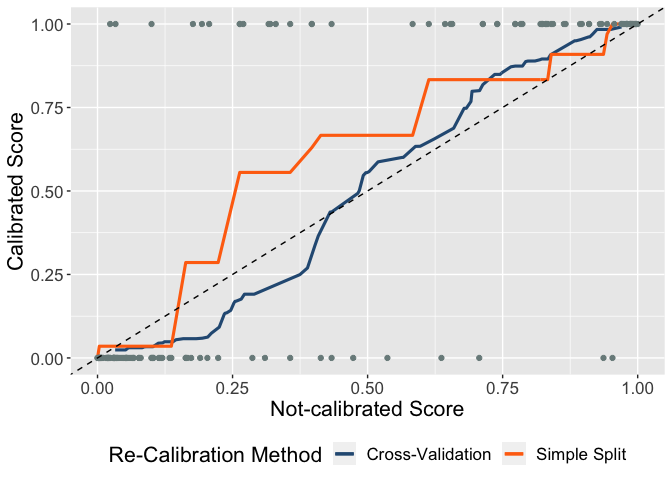 1.00
0.75
0.50
0.25
0.00
Calibrated Score
0.00 0.25 0.50 0.75 1.00
Not-calibrated Score
Re-Calibration Method Cross-Validation Simple Split